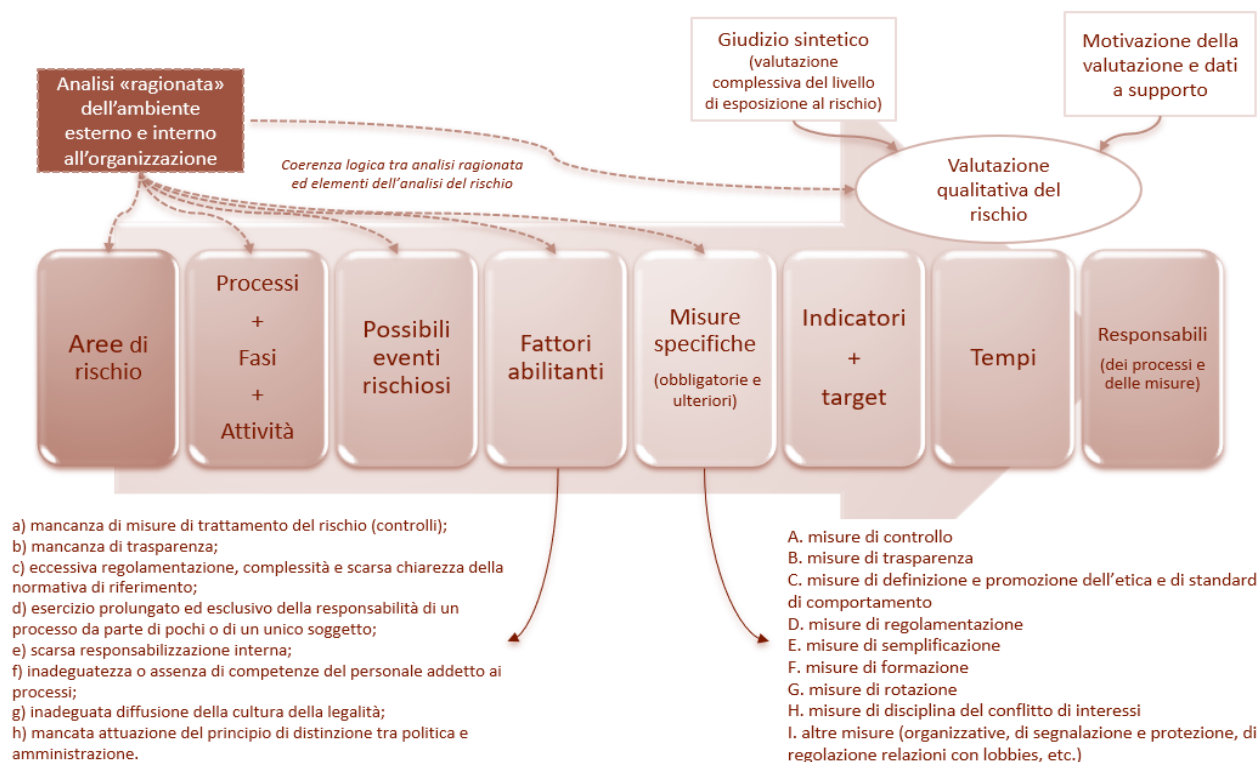 Analisi «ragionata»
dell'ambiente
esterno e interno
all'organizzazione
Giudizio sintetico
(valutazione
complessiva del livello
di esposizione al rischio)
Motivazione della
valutazione e dati
a supporto
Coerenza logica tra analisi ragionata
ed elementi dell'analisi del rischio
Valutazione
qualitativa del
rischio
Aree di
rischio
Processi
+
Fasi
+
Attività
Possibili
eventi
rischiosi
Fattori
abilitanti
Misure
specifiche
(obbligatorie e
ulteriori)
Indicatori
+
target
Tempi
Responsabili
(dei processi e
delle misure)
a) mancanza di misure di trattamento del rischio (controlli);
b) mancanza di trasparenza;
c) eccessiva regolamentazione, complessità e scarsa chiarezza della
normativa di riferimento;
d) esercizio prolungato ed esclusivo della responsabilità di un
processo da parte di pochi o di un unico soggetto;
e) scarsa responsabilizzazione interna;
f) inadeguatezza o assenza di competenze del personale addetto ai
processi;
g) inadeguata diffusione della cultura della legalità;
h) mancata attuazione del principio di distinzione tra politica e
amministrazione.
A. misure di controllo
B. misure di trasparenza
C. misure di definizione e promozione dell'etica e di standard
di comportamento
D. misure di regolamentazione
E. misure di semplificazione
F. misure di formazione
G. misure di rotazione
H. misure di disciplina del conflitto di interessi
I. altre misure (organizzative, di segnalazione e protezione, di
regolazione relazioni con lobbies, etc.)